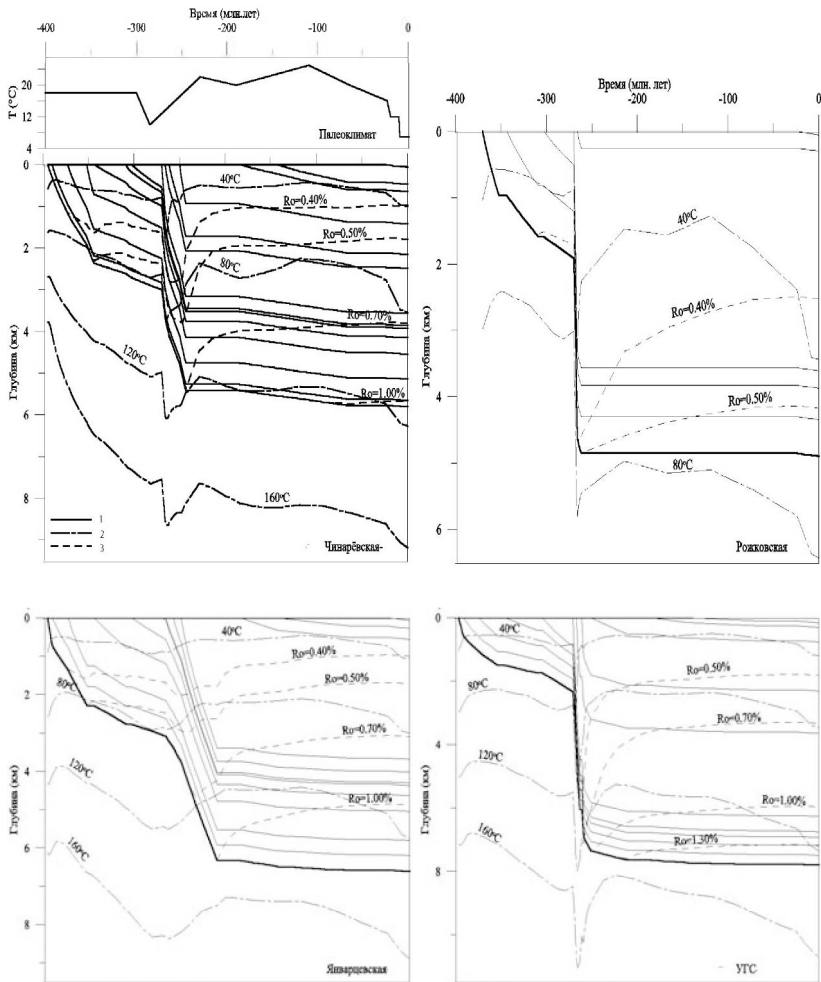 Время (млн.лет)
-400 -300 -200 -100 0
T (°C)
20
16
12
8
4
Палеоклимат
Глубина (км)
0
2
4
6
8
40°C
Ro=0.40%
Ro=0.50%
80°C
Ro=0.70%
120°C
Ro=1.00%
160°C
1
2
3
Чинарёвская
Время (млн. лет)
-400 -300 -200 -100 0
Глубина (км)
0
2
4
6
40°C
Ro=0.40%
Ro=0.50%
80°C
Рожковская
Глубина (км)
0
2
4
6
8
40°C
Ro=0.40%
Ro=0.50%
80°C
Ro=0.70%
120°C
Ro=1.00%
160°C
Январцевская
Глубина (км)
0
4
6
8
40°C
Ro=0.50%
80°C
Ro=0.70%
120°C
Ro=1.00%
Ro=1.30%
160°C
УГС